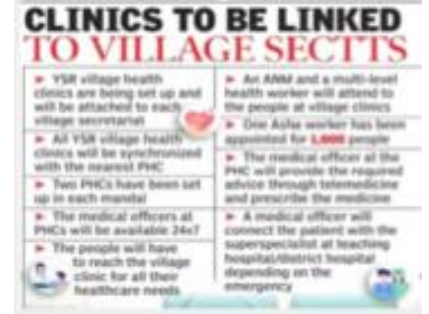 CLINICS TO BE LINKED
TO VILLAGE SECTTS
► YSR village health
clinics are being set up and
will be attached to each
village secretariat
► All YSR village health
clinics will be synchronized
with the nearest PHC
► Two PHCs have been set
up in each mandal
► The medical officers at
PHCs will be available 24x7
► The people will have
to reach the village
clinic for all their
healthcare needs
► An ANM and a multi-level
health worker will attend to
the people at village clinics
► One Asha worker has been
appointed for 1,000 people
► The medical officer at the
PHC will provide the required
advice through telemedicine
and prescribe the medicine
► A medical officer will
connect the patient with the
superspecialist at teaching
hospital/district hospital
depending on the
emergency